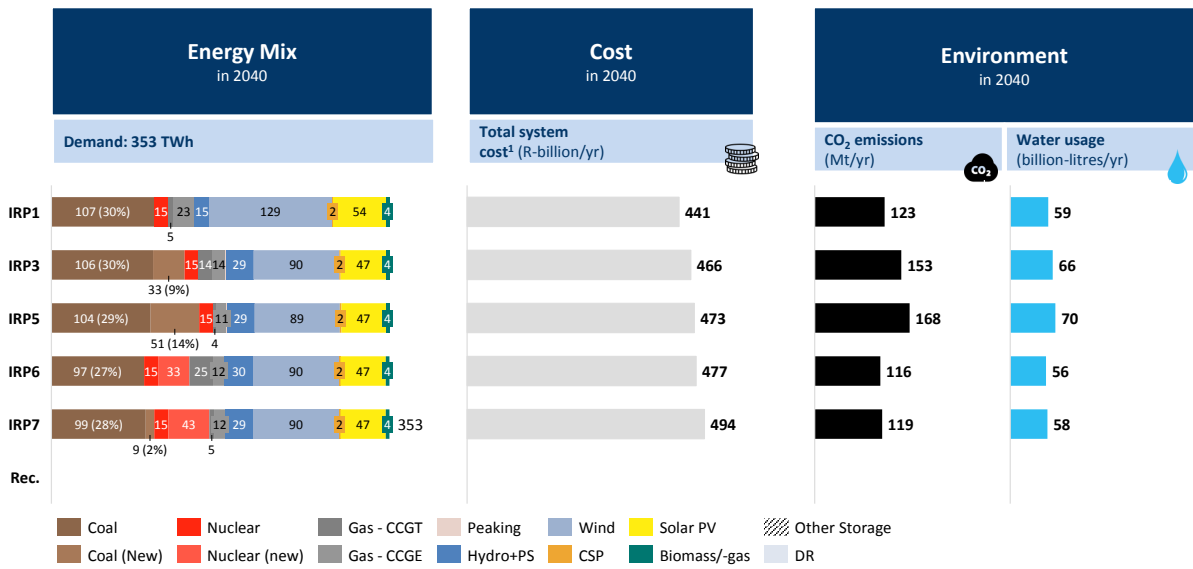 Energy Mix
in 2040
Cost
in 2040
Environment
in 2040
Demand: 353 TWh
Total system
cost¹ (R-billion/yr)
CO₂ emissions
(Mt/yr)
CO₂
Water usage
(billion-litres/yr)
IRP1
107 (30%) 15 23 15 129 2 54 4
5
441
123
59
IRP3
106 (30%) 15 14 14 29 90 2 47 4
33 (9%)
466
153
66
IRP5
104 (29%) 15 11 29 89 2 47 4
51 (14%) 4
473
168
70
IRP6
97 (27%) 15 33 25 12 30 90 2 47 4
477
116
56
IRP7
99 (28%) 15 43 12 29 90 2 47 4 353
9 (2%) 5
494
119
58
Rec.
Coal Nuclear Gas - CCGT Peaking Wind Solar PV Other Storage
Coal (New) Nuclear (new) Gas - CCGE Hydro+PS CSP Biomass/-gas DR